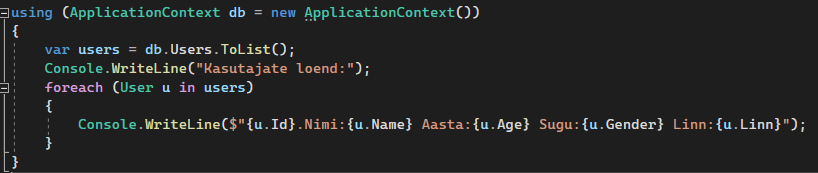 using (ApplicationContext db = new ApplicationContext())
{
    var users = db.Users.ToList();
    Console.WriteLine("Kasutajate loend:");
    foreach (User u in users)
    {
        Console.WriteLine($"{u.Id}.Nimi:{u.Name} Aasta:{u.Age} Sugu:{u.Gender} Linn:{u.Linn}");
    }
}